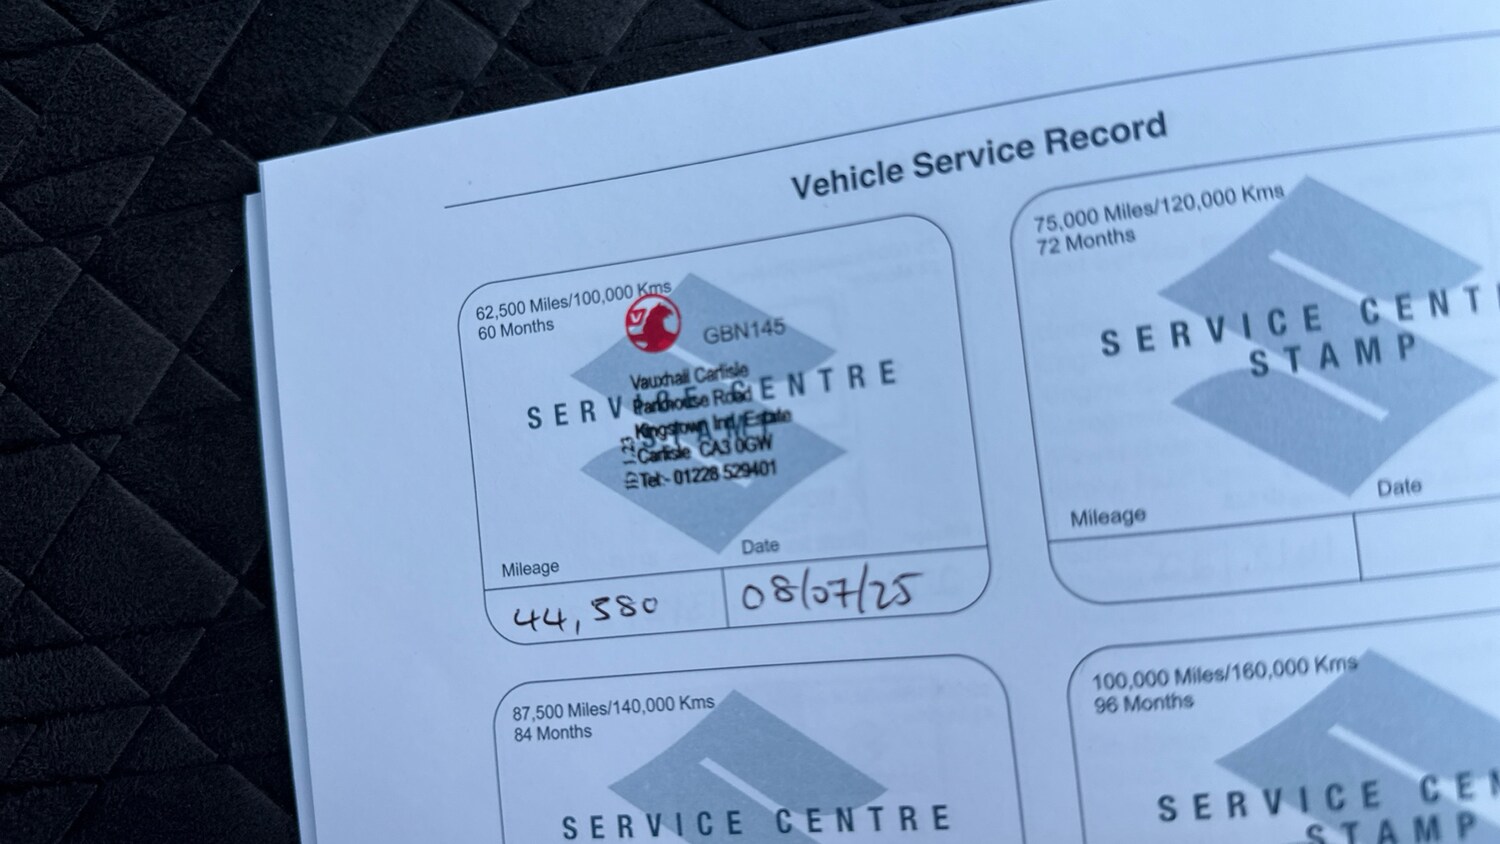 Vehicle Service Record
62,500 Miles/100,000 Kms
60 Months
GBN145
SERVICE CENTRE
STAMP
Vauxhall Carlisle
Parkhouse Road
Kingstown Ind Estate
Carlisle CA3 0GW
Tel:- 01228 529401
Mileage
Date
44,580
08/07/25
75,000 Miles/120,000 Kms
72 Months
SERVICE CENT
STAMP
Mileage
Date
87,500 Miles/140,000 Kms
84 Months
SERVICE CENTRE
100,000 Miles/160,000 Kms
96 Months
SERVICE CEN
STAMP